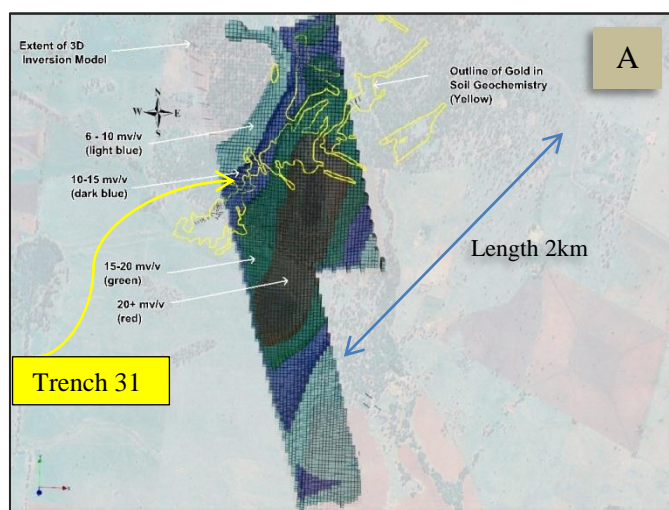 A
Extent of 3D
Inversion Model
N
W E
S
Outline of Gold in
Soil Geochemistry
(Yellow)
6 - 10 mv/v
(light blue)
10-15 mv/v
(dark blue)
Length 2km
15-20 mv/v
(green)
20+ mv/v
(red)
Trench 31